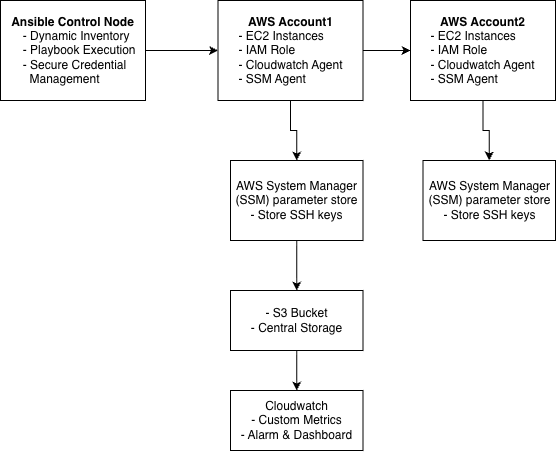 Ansible Control Node
- Dynamic Inventory
- Playbook Execution
- Secure Credential
Management
AWS Account1
- EC2 Instances
- IAM Role
- Cloudwatch Agent
- SSM Agent
AWS Account2
- EC2 Instances
- IAM Role
- Cloudwatch Agent
- SSM Agent
AWS System Manager
(SSM) parameter store
- Store SSH keys
AWS System Manager
(SSM) parameter store
- Store SSH keys
- S3 Bucket
- Central Storage
Cloudwatch
- Custom Metrics
- Alarm & Dashboard